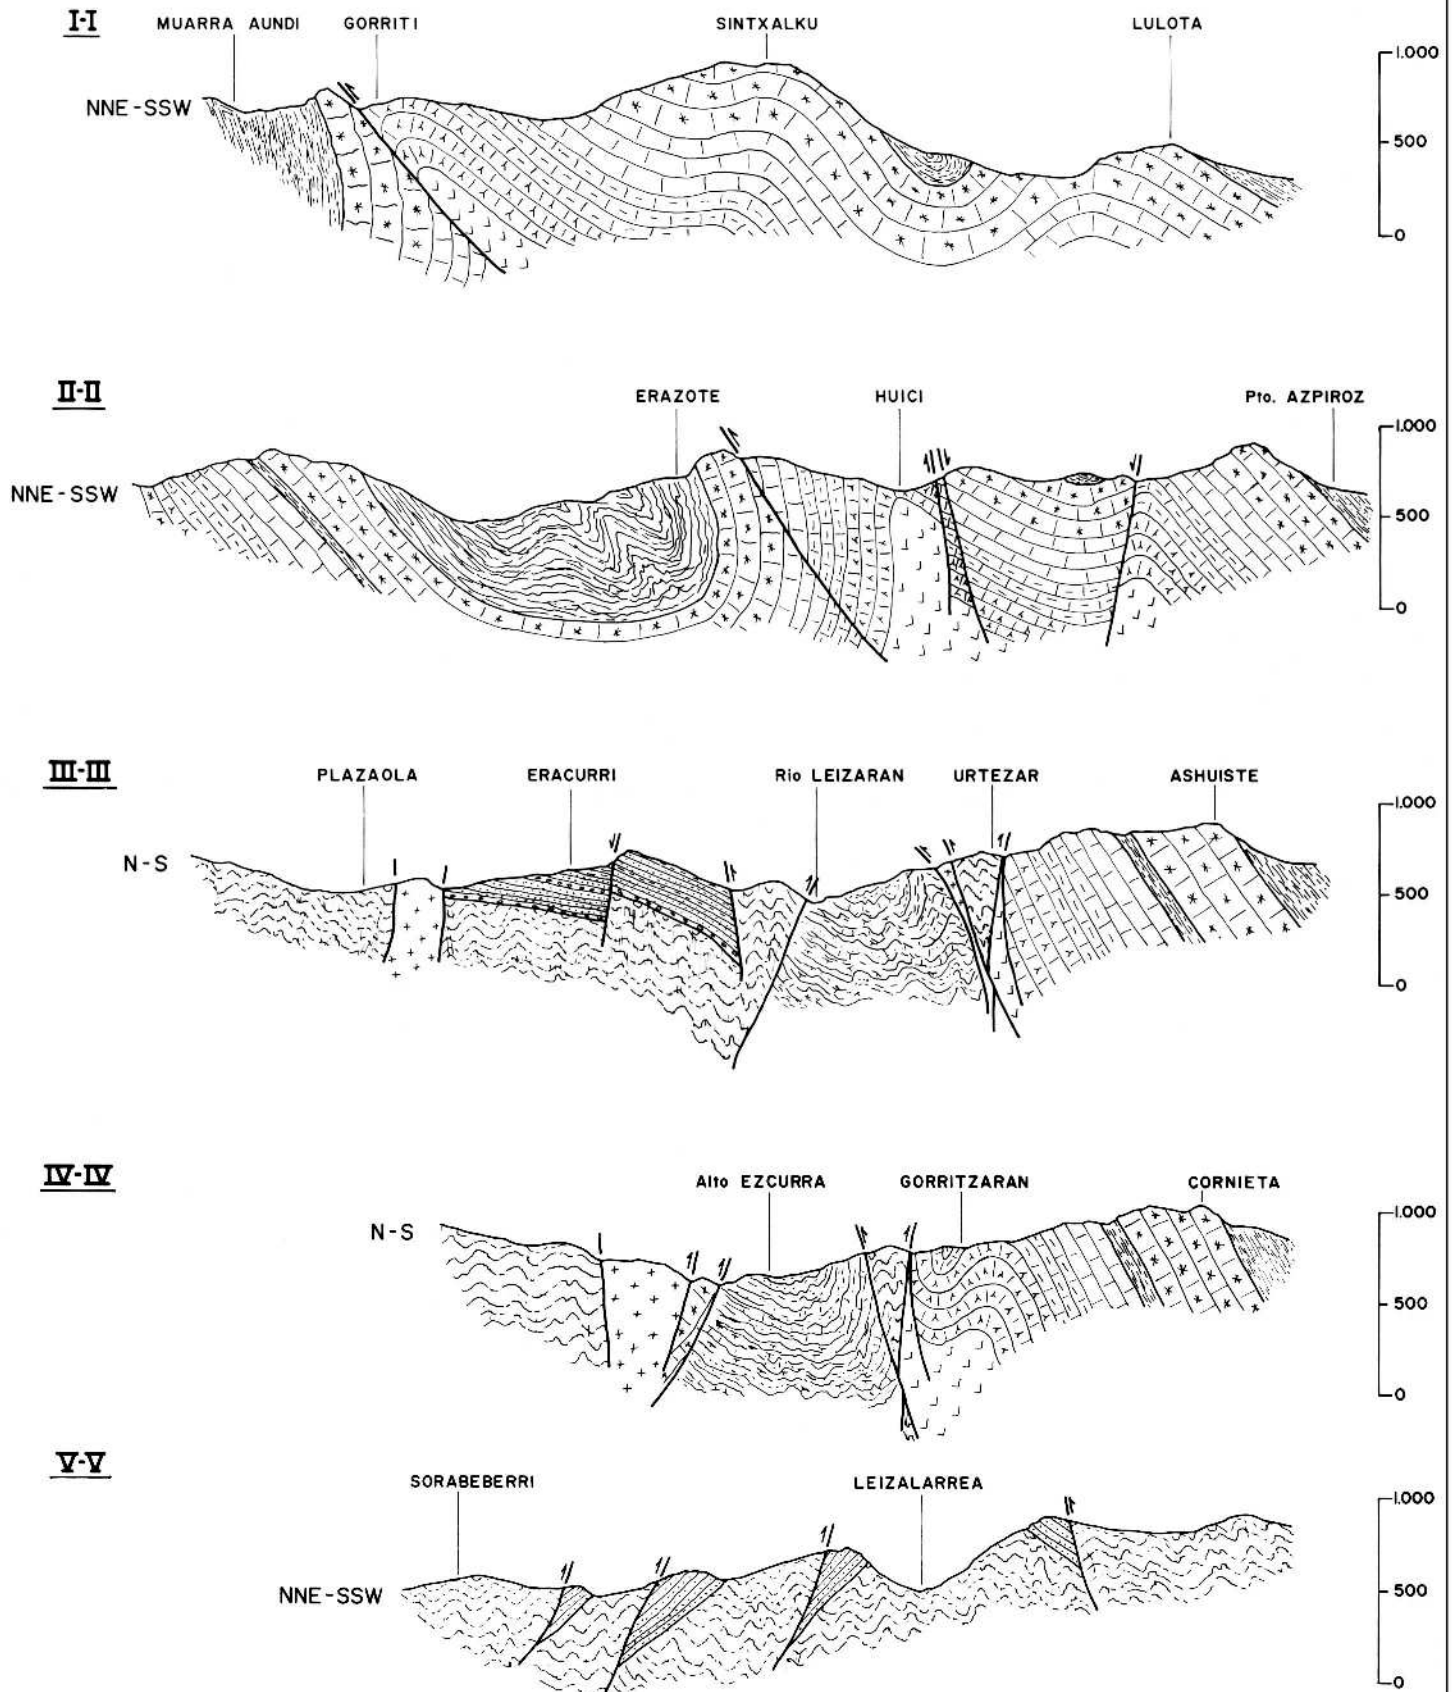 I-I
MUARRA AUNDI GORRITI SINTXALKU LULOTA
NNE-SSW
1.000
500
0
II-II
ERAZOTE HUICI Pto. AZPIROZ
NNE-SSW
1.000
500
0
III-III
PLAZAOLA ERACURRI Rio LEIZARAN URTEZAR ASHUISTE
N-S
1.000
500
0
IV-IV
Alto EZCURRA GORRITZARAN CORNIETA
N-S
1.000
500
0
V-V
SORABEBERRI LEIZALARREA
NNE-SSW
1.000
500
0